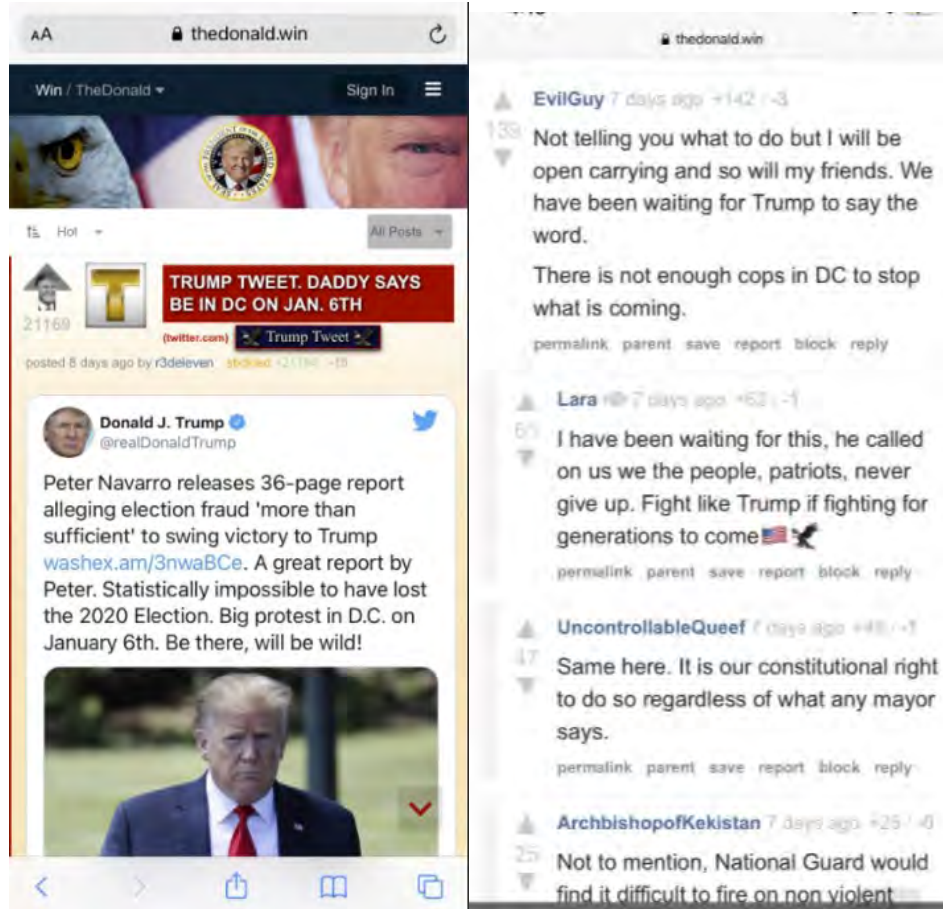 AA thedonald.win
Win / TheDonald
Sign In
Hot
All Posts
21169
T
TRUMP TWEET. DADDY SAYS
BE IN DC ON JAN. 6TH
(twitter.com) Trump Tweet
posted 8 days ago by r3deleven stickied
Donald J. Trump
@realDonaldTrump
Peter Navarro releases 36-page report
alleging election fraud 'more than
sufficient' to swing victory to Trump
washex.am/3nwaBCe. A great report by
Peter. Statistically impossible to have lost
the 2020 Election. Big protest in D.C. on
January 6th. Be there, will be wild!
thedonald.win
EvilGuy 7 days ago +142 / -3
139
Not telling you what to do but I will be
open carrying and so will my friends. We
have been waiting for Trump to say the
word.
There is not enough cops in DC to stop
what is coming.
permalink parent save report block reply
Lara 7 days ago
I have been waiting for this, he called
on us we the people, patriots, never
give up. Fight like Trump if fighting for
generations to come
permalink parent save report block reply
UncontrollableQueef 7 days ago
47
Same here. It is our constitutional right
to do so regardless of what any mayor
says.
permalink parent save report block reply
ArchbishopofKekistan 7 days ago
25
Not to mention, National Guard would
find it difficult to fire on non violent